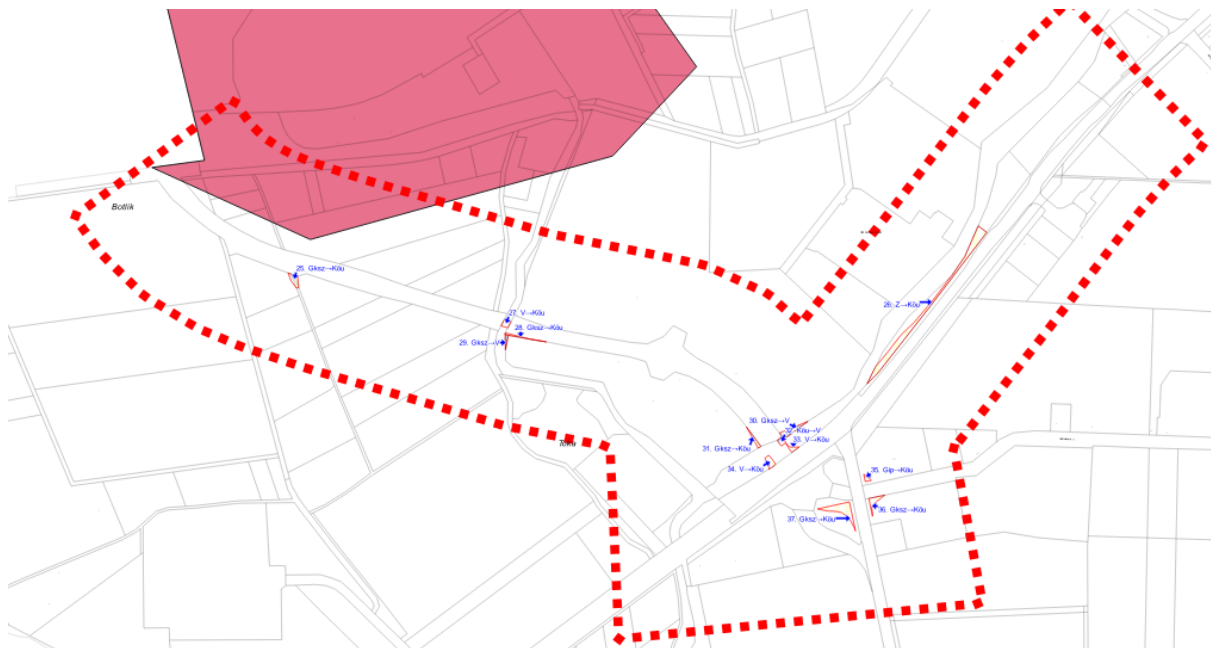 Botlik
25. Gksz→Köu
26. Z→Köu
27. V→Köu
28. Gksz→Köu
29. Gksz→V
30. Gksz→V
32. Köu→V
31. Gksz→Köu
33. V→Köu
34. V→Köu
35. Gip→Köu
36. Gksz→Köu
37. Gksz→Köu